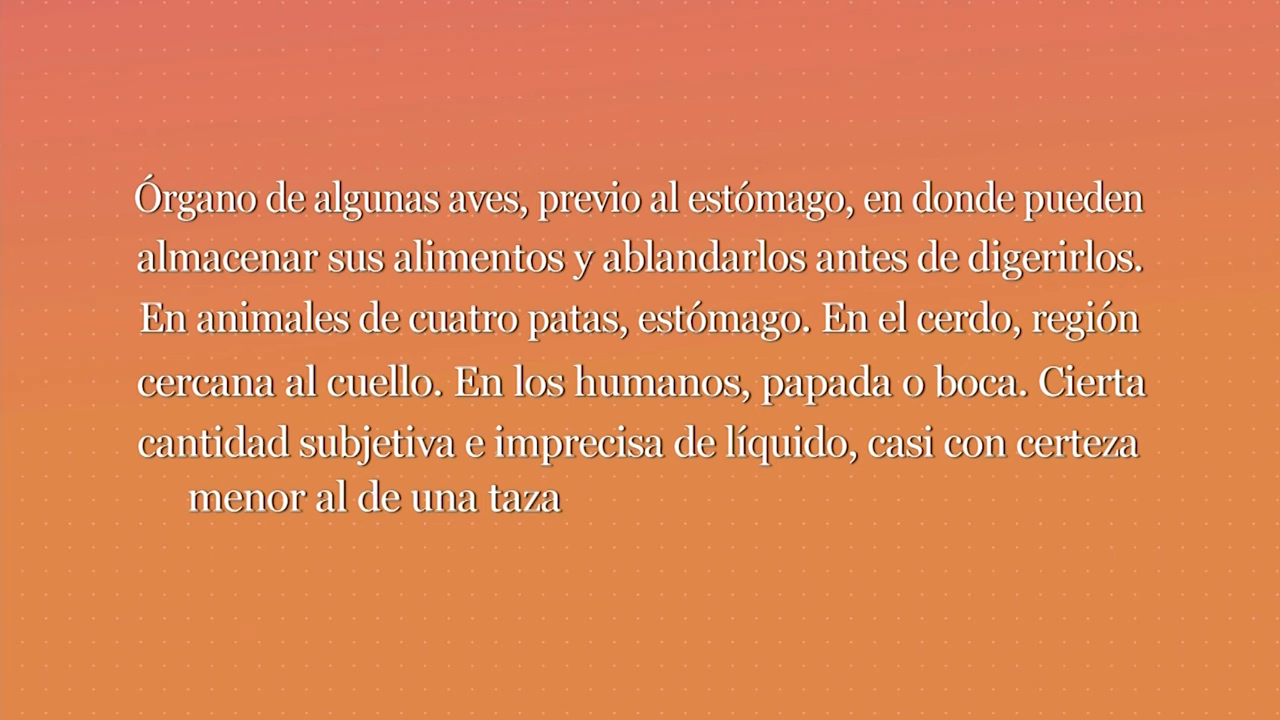 Órgano de algunas aves, previo al estómago, en donde pueden
almacenar sus alimentos y ablandarlos antes de digerirlos.
En animales de cuatro patas, estómago. En el cerdo, región
cercana al cuello. En los humanos, papada o boca. Cierta
cantidad subjetiva e imprecisa de líquido, casi con certeza
menor al de una taza